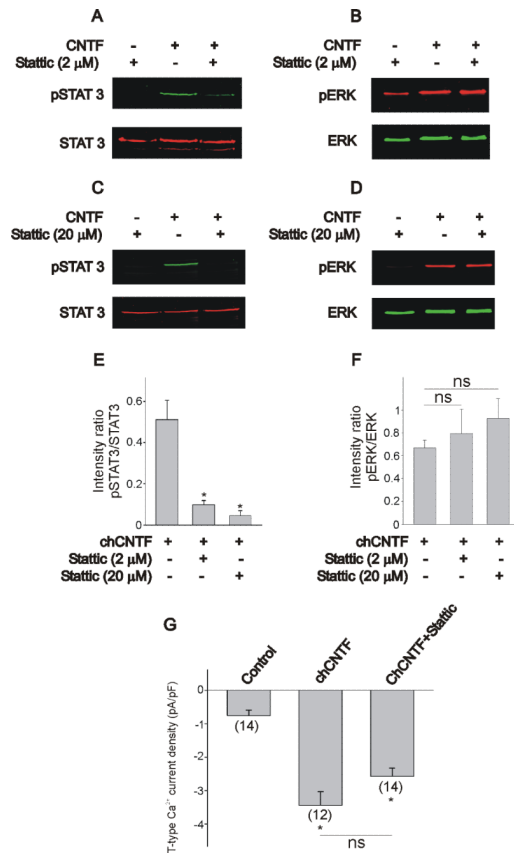 A
CNTF - + +
Stattic (2 μM) + - +
pSTAT 3
STAT 3
B
CNTF - + +
Stattic (2 μM) + - +
pERK
ERK
C
CNTF - + +
Stattic (20 μM) + - +
pSTAT 3
STAT 3
D
CNTF - + +
Stattic (20 μM) + - +
pERK
ERK
E
Intensity ratio
pSTAT3/STAT3
0.6
0.4
0.2
0
* *
chCNTF + + +
Stattic (2 μM) - + -
Stattic (20 μM) - - +
F
Intensity ratio
pERK/ERK
1
0.8
0.6
0.4
0.2
0
ns
ns
chCNTF + + +
Stattic (2 μM) - + -
Stattic (20 μM) - - +
G
Control chCNTF ChCNTF+Stattic
T-type Ca²⁺ current density (pA/pF)
0
-1
-2
-3
-4
(14)
(12)
*
(14)
*
ns